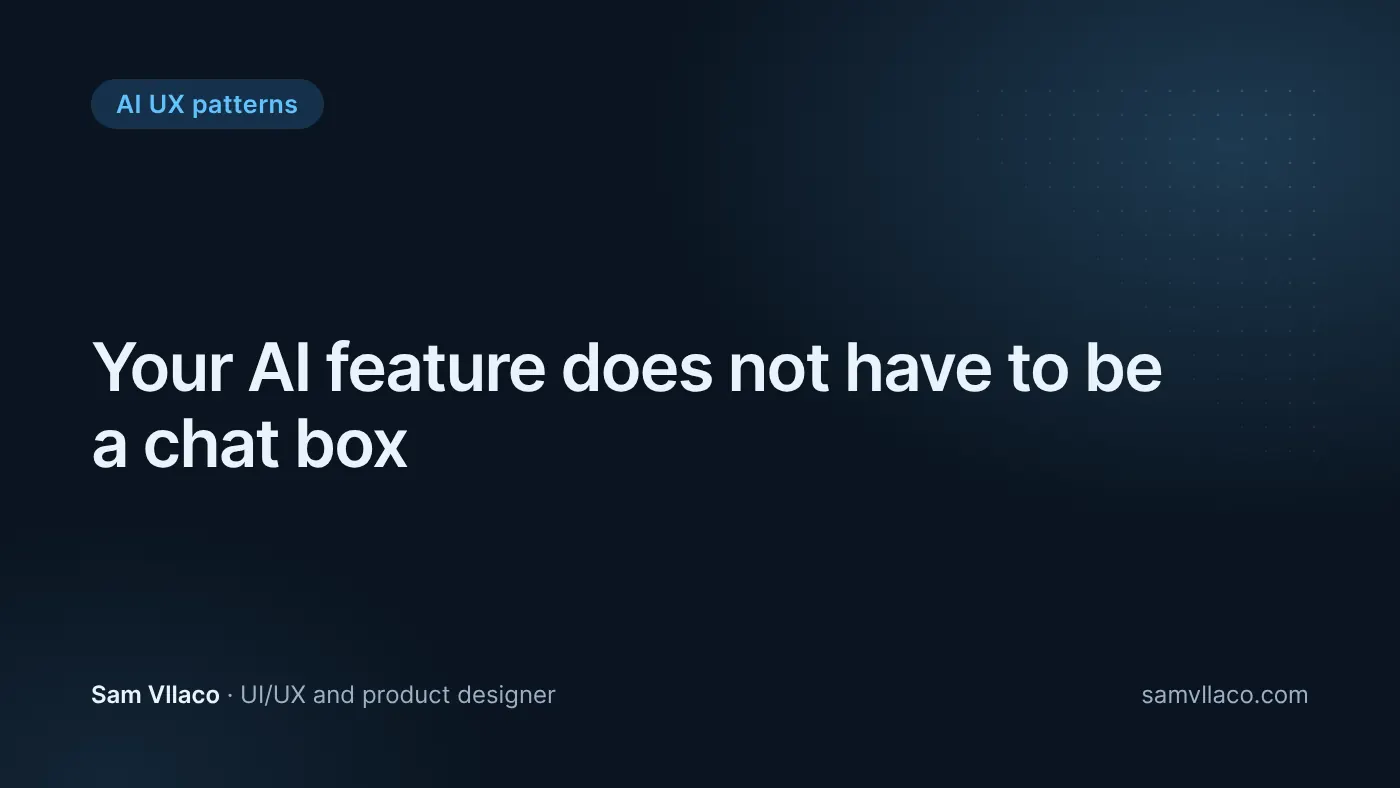 AI UX patterns
Your AI feature does not have to be
a chat box
Sam Vllaco · UI/UX and product designer
samvllaco.com